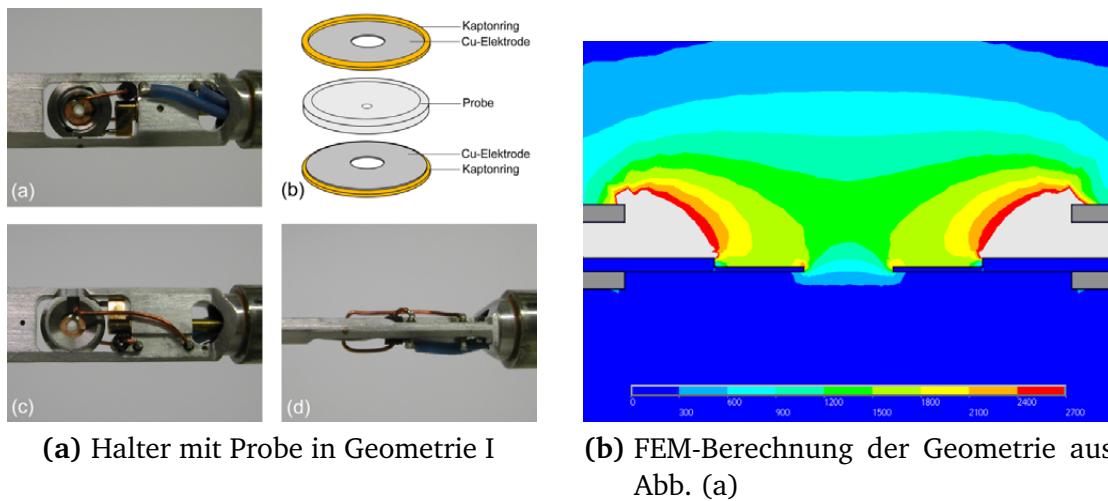 (a)
Kaptonring
Cu-Elektrode
Probe
Cu-Elektrode
Kaptonring
(b)
(c)
(d)
0
300
600
900
1200
1500
1800
2100
2400
2700
(a) Halter mit Probe in Geometrie I
(b) FEM-Berechnung der Geometrie aus
Abb. (a)